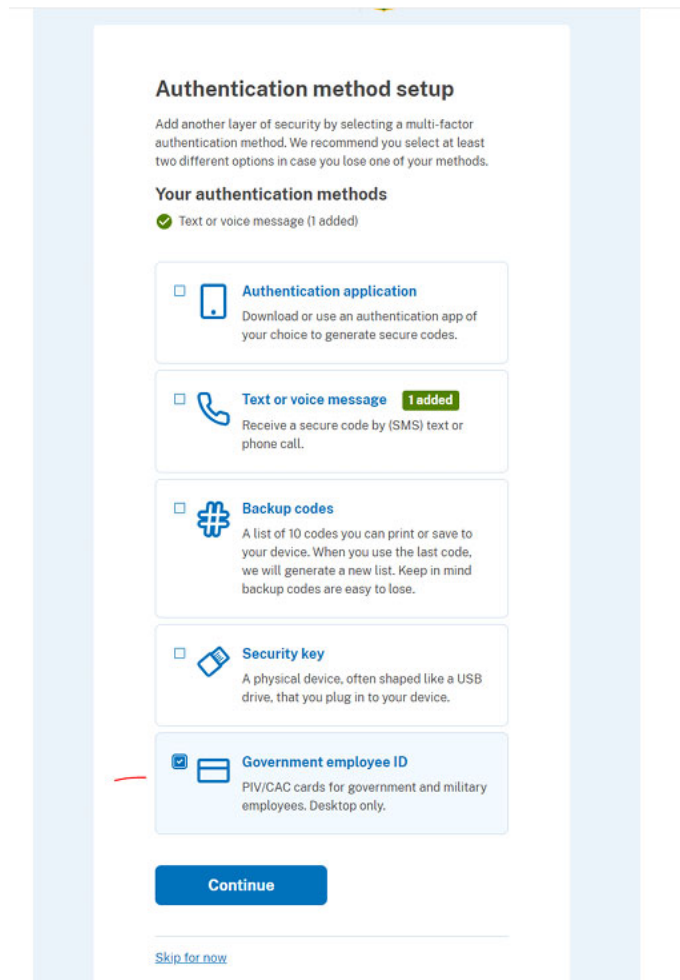 Authentication method setup
Add another layer of security by selecting a multi-factor
authentication method. We recommend you select at least
two different options in case you lose one of your methods.
Your authentication methods
Text or voice message (1 added)
Authentication application
Download or use an authentication app of
your choice to generate secure codes.
Text or voice message 1 added
Receive a secure code by (SMS) text or
phone call.
Backup codes
A list of 10 codes you can print or save to
your device. When you use the last code,
we will generate a new list. Keep in mind
backup codes are easy to lose.
Security key
A physical device, often shaped like a USB
drive, that you plug in to your device.
Government employee ID
PIV/CAC cards for government and military
employees. Desktop only.
Continue
Skip for now